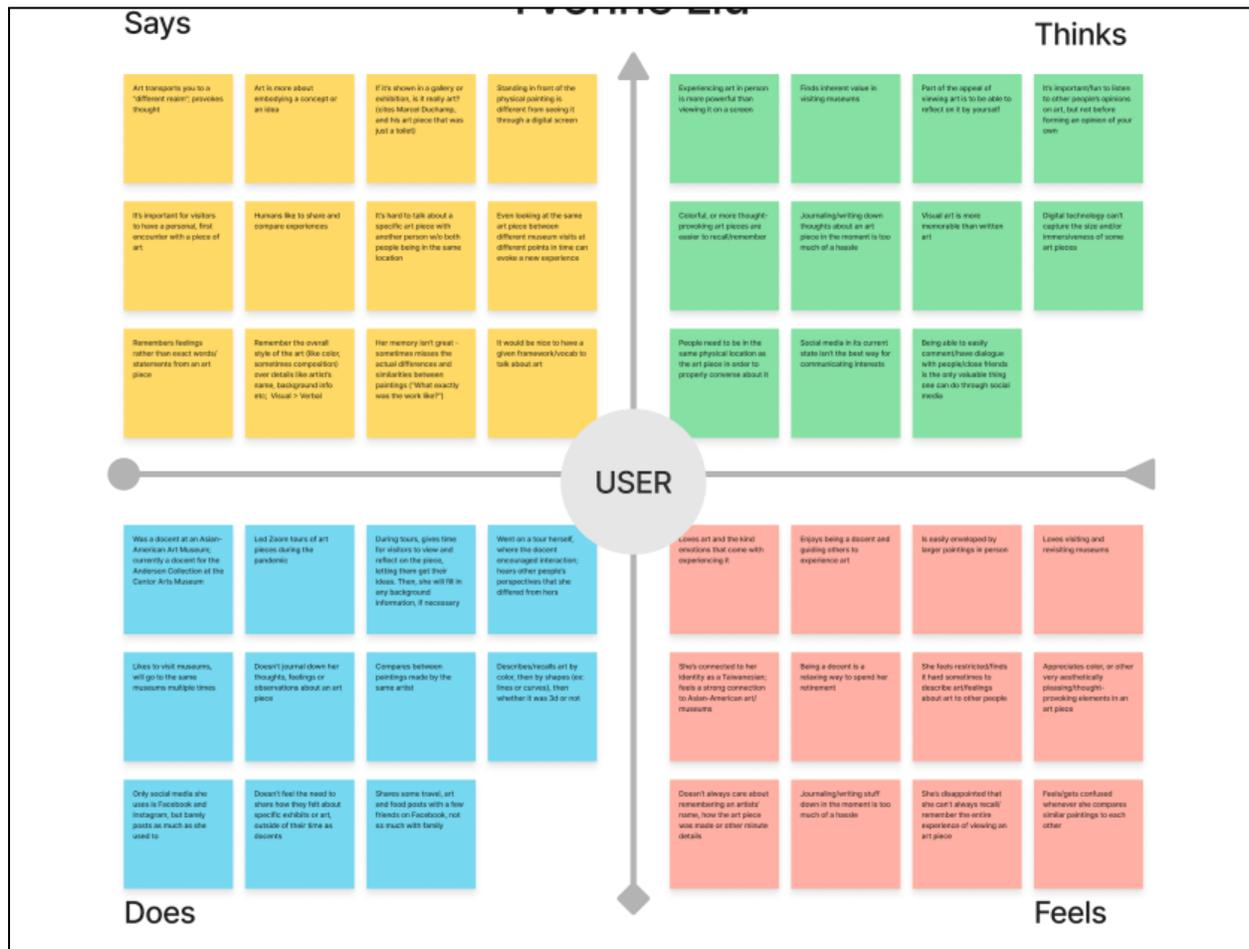 Says
Thinks
Art transports you to a
"different realm"; provokes
thought
Art is more about
embodying a concept or
an idea
If it's shown in a gallery or
exhibition, is it really art?
(cites Marcel Duchamp,
and his art piece that was
just a toilet)
Standing in front of the
physical painting is
different from seeing it
through a digital screen
It's important for visitors
to have a personal, first
encounter with a piece of
art
Humans like to share and
compare experiences
It's hard to talk about a
specific art piece with
another person w/o both
people being in the same
location
Even looking at the same
art piece between
different museum visits at
different points in time can
evoke a new experience
Remembers feelings
rather than exact words/
statements from an art
piece
Remember the overall
style of the art (like color,
sometimes composition)
over details like artist's
name, background info
etc; Visual > Verbal
Her memory isn't great -
sometimes misses the
actual differences and
similarities between
paintings ("What exactly
was the work like?")
It would be nice to have a
given framework/vocab to
talk about art
Experiencing art in person
is more powerful than
viewing it on a screen
Finds inherent value in
visiting museums
Part of the appeal of
viewing art is to be able to
reflect on it by yourself
It's important/fun to listen
to other people's opinions
on art, but not before
forming an opinion of your
own
Colorful, or more thought-
provoking art pieces are
easier to recall/remember
Journaling/writing down
thoughts about an art
piece in the moment is too
much of a hassle
Visual art is more
memorable than written
art
Digital technology can't
capture the size and/or
immersiveness of some
art pieces
People need to be in the
same physical location as
the art piece in order to
properly converse about it
Social media in its current
state isn't the best way for
communicating interests
Being able to easily
comment/have dialogue
with people/close friends
is the only valuable thing
one can do through social
media
USER
Was a docent at an Asian-
American Art Museum;
currently a docent for the
Anderson Collection at the
Cantor Arts Museum
Led Zoom tours of art
pieces during the
pandemic
During tours, gives time
for visitors to view and
reflect on the piece,
letting them get their
ideas. Then, she will fill in
any background
information, if necessary
Went on a tour herself,
where the docent
encouraged interaction;
hears other people's
perspectives that she
differed from hers
Likes to visit museums,
will go to the same
museums multiple times
Doesn't journal down her
thoughts, feelings or
observations about an art
piece
Compares between
paintings made by the
same artist
Describes/recalls art by
color, then by shapes (ex:
lines or curves), then
whether it was 3d or not
Only social media she
uses is Facebook and
Instagram, but barely
posts as much as she
used to
Doesn't feel the need to
share how they felt about
specific exhibits or art,
outside of their time as
docents
Shares some travel, art
and food posts with a few
friends on Facebook, not
so much with family
Loves art and the kind
emotions that come with
experiencing it
Enjoys being a docent and
guiding others to
experience art
Is easily enveloped by
larger paintings in person
Loves visiting and
revisiting museums
She's connected to her
identity as a Taiwanesian;
feels a strong connection
to Asian-American art/
museums
Being a docent is a
relaxing way to spend her
retirement
She feels restricted/finds
it hard sometimes to
describe art/feelings
about art to other people
Appreciates color, or other
very aesthetically
pleasing/thought-
provoking elements in an
art piece
Doesn't always care about
remembering an artists'
name, how the art piece
was made or other minute
details
Journaling/writing stuff
down in the moment is too
much of a hassle
She's disappointed that
she can't always recall/
remember the entire
experience of viewing an
art piece
Feels/gets confused
whenever she compares
similar paintings to each
other
Does
Feels